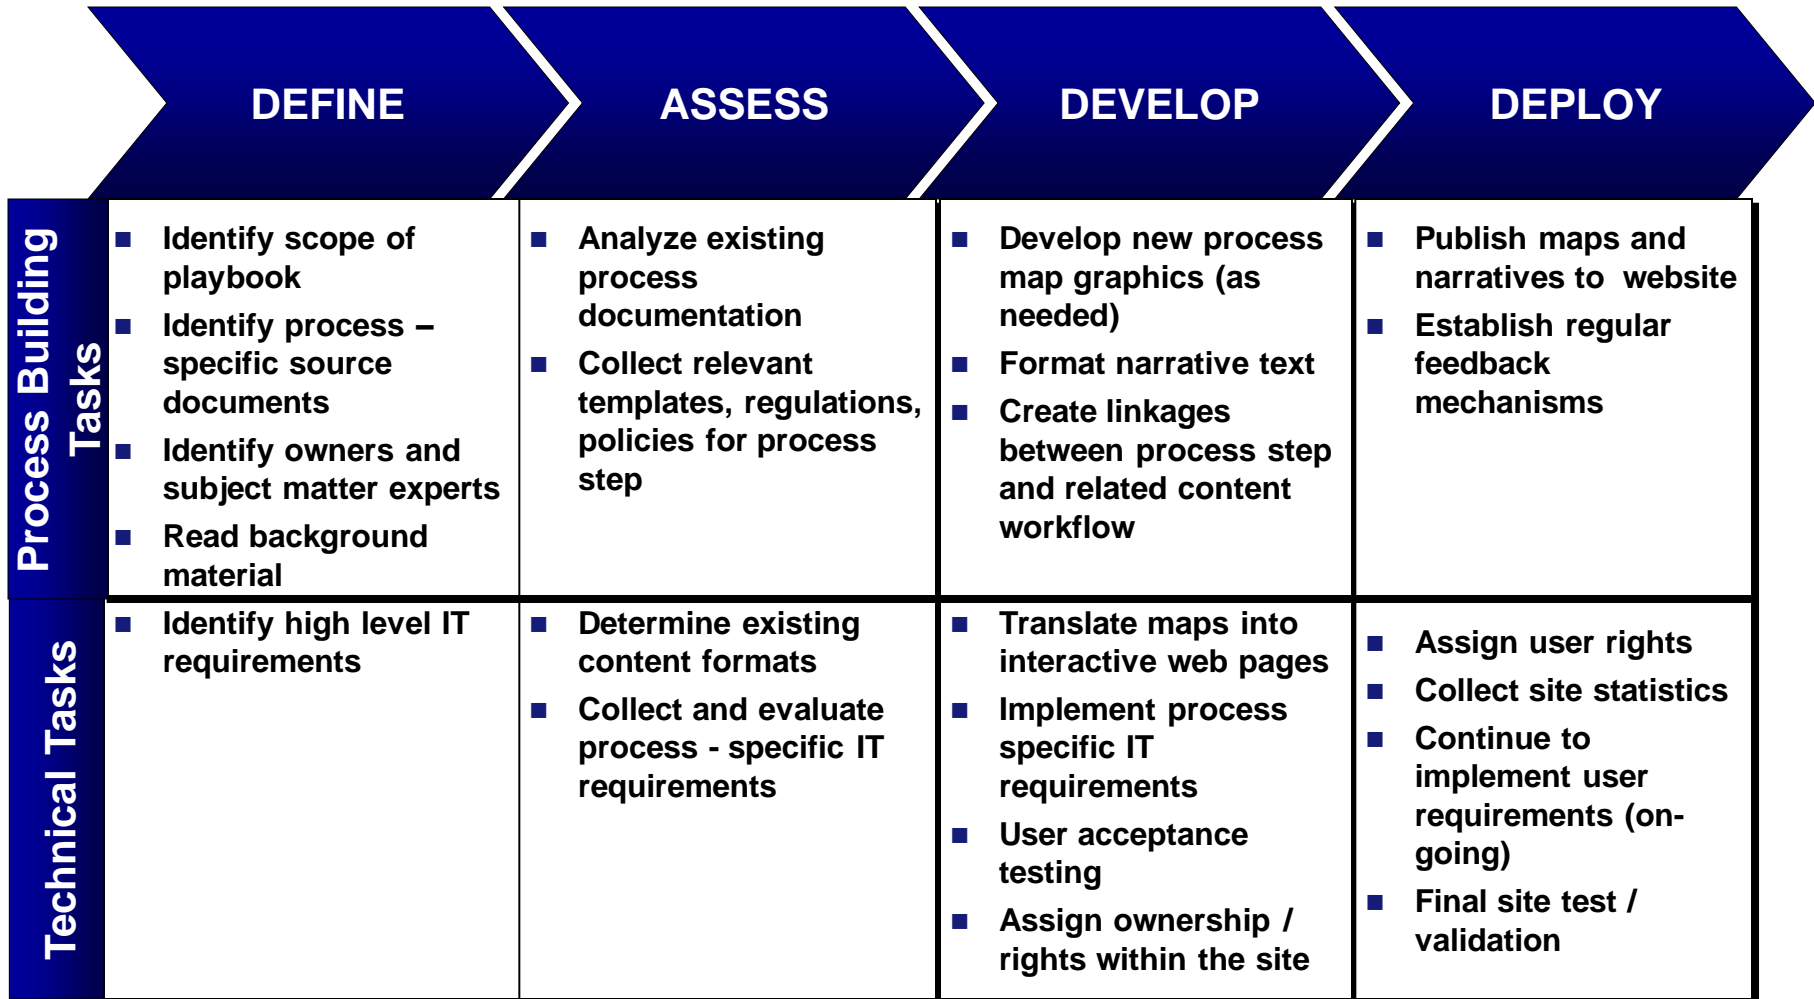 DEFINE
ASSESS
DEVELOP
DEPLOY
Process Building
Tasks
Identify scope of
playbook
Identify process –
specific source
documents
Identify owners and
subject matter experts
Read background
material
Analyze existing
process
documentation
Collect relevant
templates, regulations,
policies for process
step
Develop new process
map graphics (as
needed)
Format narrative text
Create linkages
between process step
and related content
workflow
Publish maps and
narratives to website
Establish regular
feedback
mechanisms
Technical Tasks
Identify high level IT
requirements
Determine existing
content formats
Collect and evaluate
process - specific IT
requirements
Translate maps into
interactive web pages
Implement process
specific IT
requirements
User acceptance
testing
Assign ownership /
rights within the site
Assign user rights
Collect site statistics
Continue to
implement user
requirements (on-
going)
Final site test /
validation